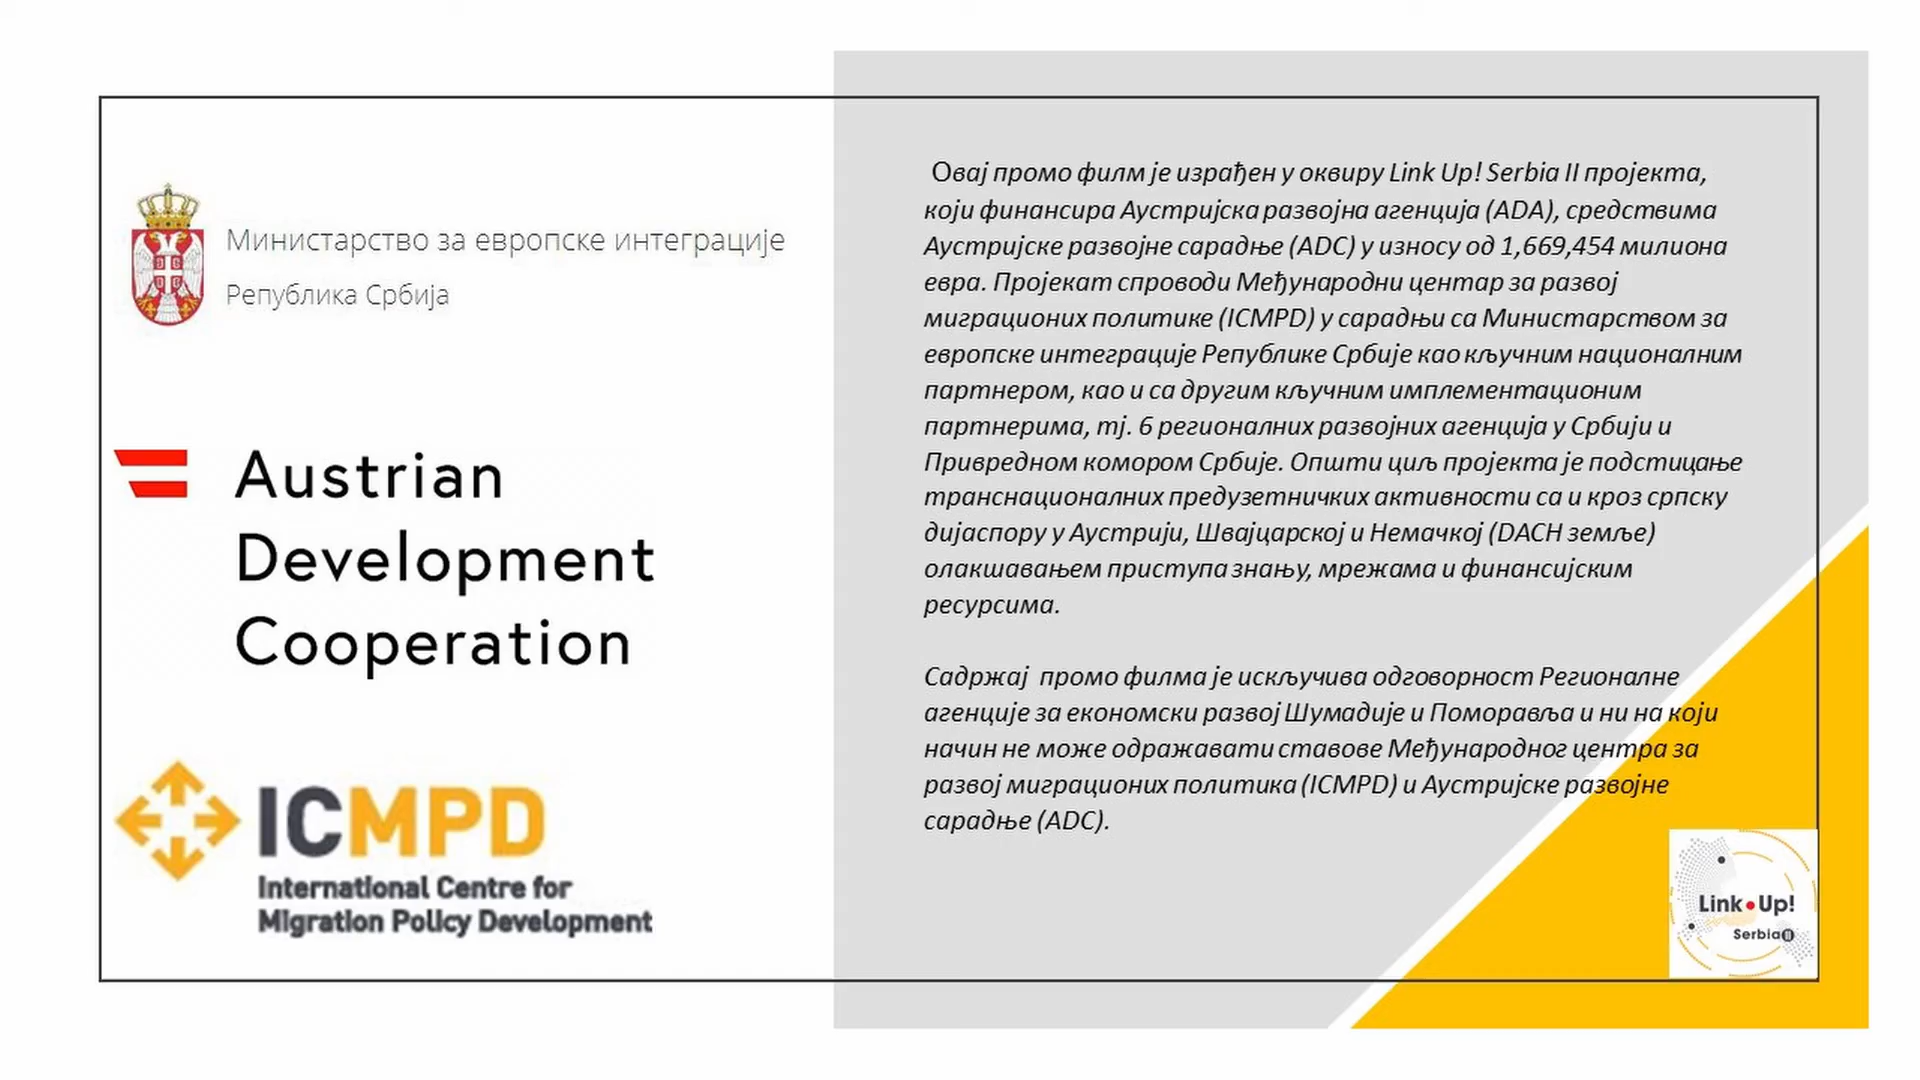 Министарство за европске интеграције
Република Србија
Austrian
Development
Cooperation
ICMPD
International Centre for
Migration Policy Development
Овај промо филм је израђен у оквиру Link Up! Serbia II пројекта,
који финансира Аустријска развојна агенција (ADA), средствима
Аустријске развојне сарадње (ADC) у износу од 1,669,454 милиона
евра. Пројекат спроводи Међународни центар за развој
миграционих политике (ICMPD) у сарадњи са Министарством за
европске интеграције Републике Србије као кључним националним
партнером, као и са другим кључним имплементационим
партнерима, тј. 6 регионалних развојних агенција у Србији и
Привредном комором Србије. Општи циљ пројекта је подстицање
транснационалних предузетничких активности са и кроз српску
дијаспору у Аустрији, Швајцарској и Немачкој (DACH земље)
олакшавањем приступа знању, мрежама и финансијским
ресурсима.
Садржај промо филма је искључива одговорност Регионалне
агенције за економски развој Шумадије и Поморавља и ни на који
начин не може одражавати ставове Међународног центра за
развој миграционих политика (ICMPD) и Аустријске развојне
сарадње (ADC).
Link Up!
Serbia II